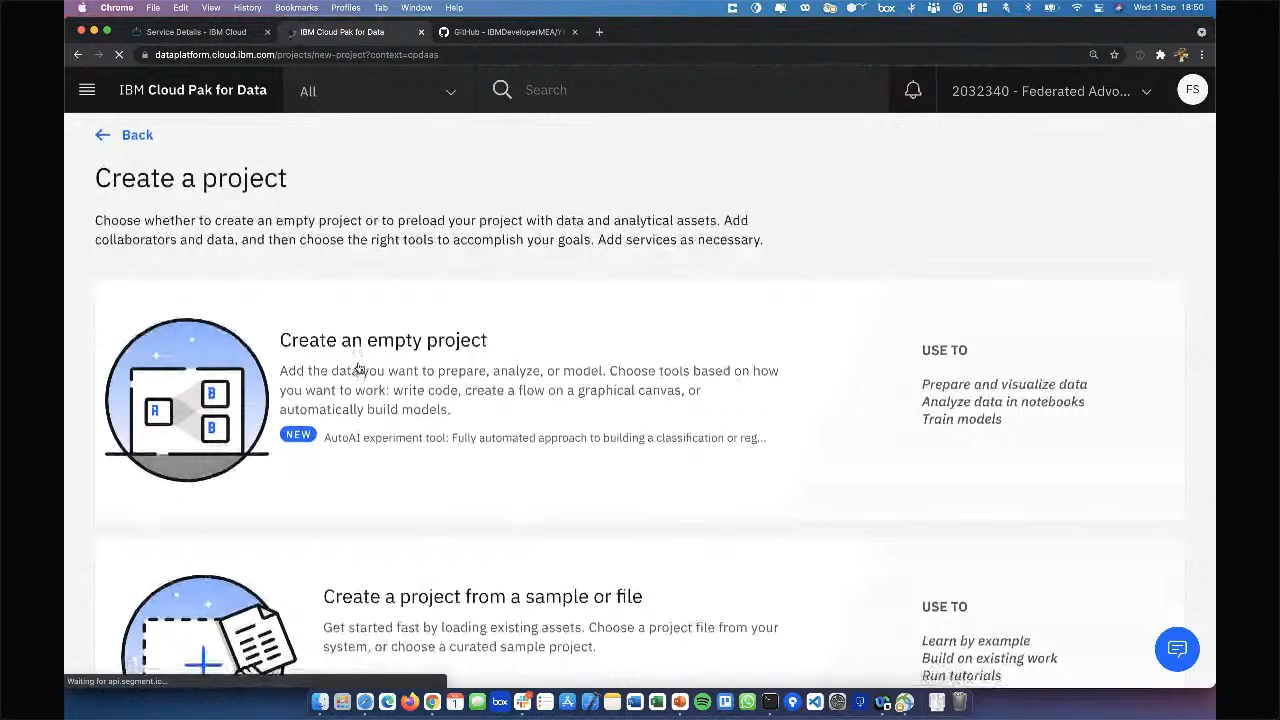 Chrome File Edit View History Bookmarks Profiles Tab Window Help
box
Wed 1 Sep 18:50
Service Details - IBM Cloud
IBM Cloud Pak for Data
GitHub - IBMDeveloperMEA/Y
dataplatform.cloud.ibm.com/projects/new-project?context=cpdaas
IBM Cloud Pak for Data
All
Search
2032340 - Federated Advo...
FS
Back
Create a project
Choose whether to create an empty project or to preload your project with data and analytical assets. Add
collaborators and data, and then choose the right tools to accomplish your goals. Add services as necessary.
Create an empty project
Add the data you want to prepare, analyze, or model. Choose tools based on how
you want to work: write code, create a flow on a graphical canvas, or
automatically build models.
NEW AutoAI experiment tool: Fully automated approach to building a classification or reg...
USE TO
Prepare and visualize data
Analyze data in notebooks
Train models
A
B
B
Create a project from a sample or file
Get started fast by loading existing assets. Choose a project file from your
system, or choose a curated sample project.
USE TO
Learn by example
Build on existing work
Run tutorials
Waiting for api.segment.io...
box